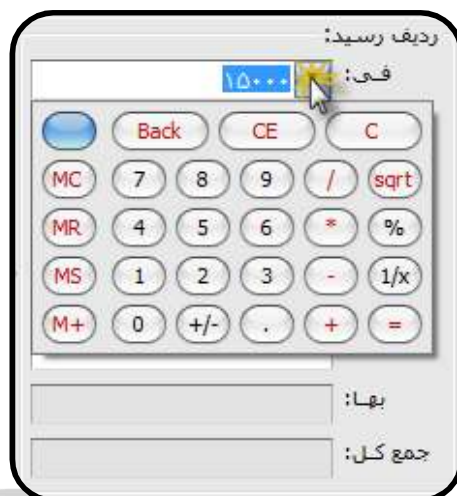 ردیف رسید:
فی: ۱۵۰۰۰
Back CE C
MC 7 8 9 / sqrt
MR 4 5 6 * %
MS 1 2 3 - 1/x
M+ 0 +/- . + =
بها:
جمع کل: